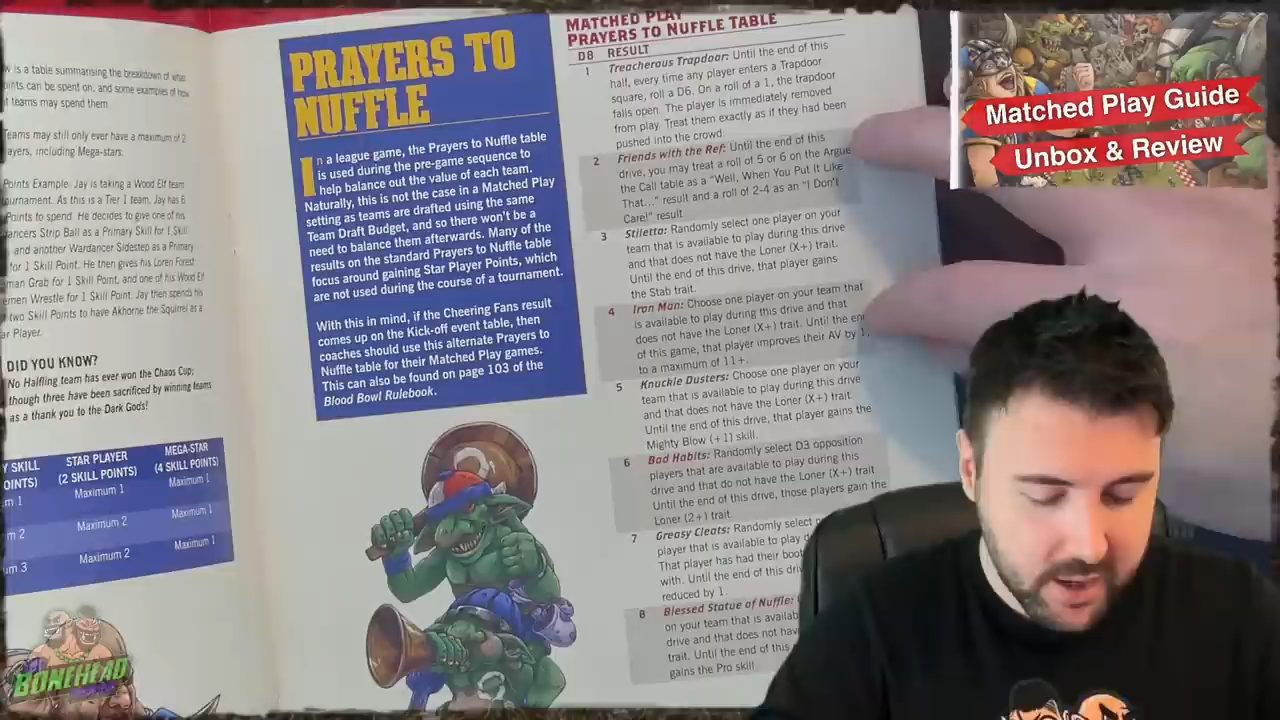 is a table summarising the breakdown of what
can be spent on, and some examples of how
teams may spend them.
Teams may still only ever have a maximum of 2
including Mega-stars.
Points Example: Jay is taking a Wood Elf team
As this is a Tier 1 team, Jay has 6
Points to spend. He decides to give one of his
Strip Ball as a Primary Skill for 1 Skill
and another Wardancer Sidestep as a Primary
for 1 Skill Point. He then gives his Loren Forest
Grab for 1 Skill Point, and one of his Wood Elf
Wrestle for 1 Skill Point. Jay then spends his
two Skill Points to have Akhorne the Squirrel as a
Player.
DID YOU KNOW?
No Halfling team has ever won the Chaos Cup;
though three have been sacrificed by winning teams
as a thank you to the Dark Gods!
SKILL
STAR PLAYER
(2 SKILL POINTS)
MEGA-STAR
(4 SKILL POINTS)
1
Maximum 1
Maximum 1
2
Maximum 2
Maximum 1
3
Maximum 2
Maximum 1
BONEHEAD
PRAYERS TO
NUFFLE
In a league game, the Prayers to Nuffle table
is used during the pre-game sequence to
help balance out the value of each team.
Naturally, this is not the case in a Matched Play
setting as teams are drafted using the same
Team Draft Budget, and so there won't be a
need to balance them afterwards. Many of the
results on the standard Prayers to Nuffle table
focus around gaining Star Player Points, which
are not used during the course of a tournament.
With this in mind, if the Cheering Fans result
comes up on the Kick-off event table, then
coaches should use this alternate Prayers to
Nuffle table for their Matched Play games.
This can also be found on page 103 of the
Blood Bowl Rulebook.
MATCHED PLAY
PRAYERS TO NUFFLE TABLE
D8 RESULT
1 Treacherous Trapdoor: Until the end of this
half, every time any player enters a Trapdoor
square, roll a D6. On a roll of a 1, the trapdoor
falls open. The player is immediately removed
from play. Treat them exactly as if they had been
pushed into the crowd.
2 Friends with the Ref: Until the end of this
drive, you may treat a roll of 5 or 6 on the Argue
the Call table as a "Well, When You Put It Like
That..." result and a roll of 2-4 as an "I Don't
Care!" result
3 Stiletto: Randomly select one player on your
team that is available to play during this drive
and that does not have the Loner (X+) trait.
Until the end of this drive, that player gains
the Stab trait.
4 Iron Man: Choose one player on your team that
is available to play during this drive and that
does not have the Loner (X+) trait. Until the end
of this game, that player improves their AV by 1,
to a maximum of 11+.
5 Knuckle Dusters: Choose one player on your
team that is available to play during this drive
and that does not have the Loner (X+) trait.
Until the end of this drive, that player gains the
Mighty Blow (+1) skill.
6 Bad Habits: Randomly select D3 opposition
players that are available to play during this
drive and that do not have the Loner (X+) trait
Until the end of this drive, those players gain the
Loner (2+) trait.
7 Greasy Cleats: Randomly select
player that is available to play
That player has had their
with. Until the end of this
reduced by 1.
8 Blessed Statue of Nuffle:
on your team that is
drive and that does not
trait. Until the end of this
gains the Pro skill.
Matched Play Guide
Unbox & Review